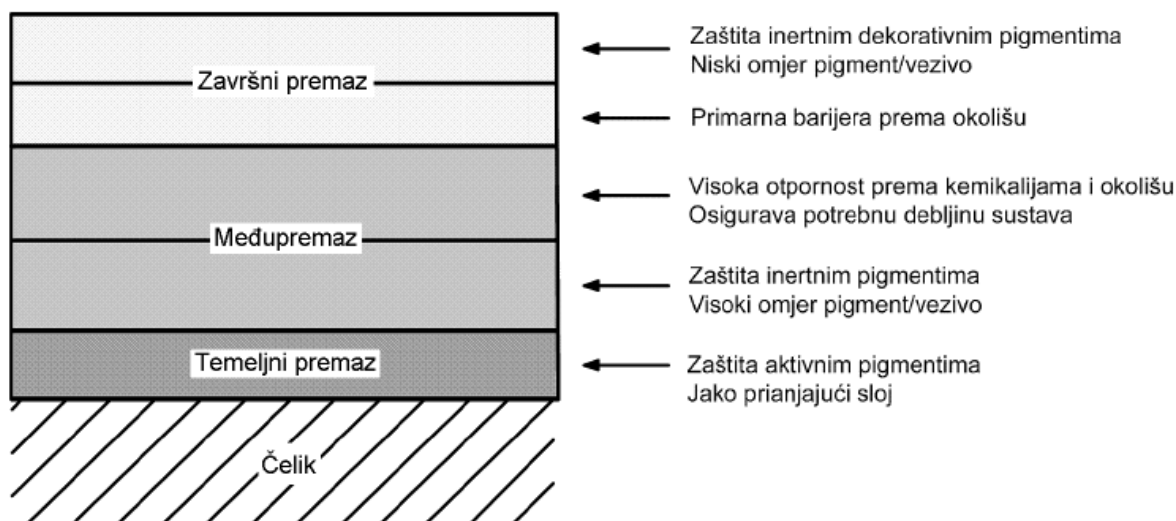 Završni premaz
Međupremaz
Temeljni premaz
Čelik
Zaštita inertnim dekorativnim pigmentima
Niski omjer pigment/vezivo
Primarna barijera prema okolišu
Visoka otpornost prema kemikalijama i okolišu
Osigurava potrebnu debljinu sustava
Zaštita inertnim pigmentima
Visoki omjer pigment/vezivo
Zaštita aktivnim pigmentima
Jako prianjajući sloj